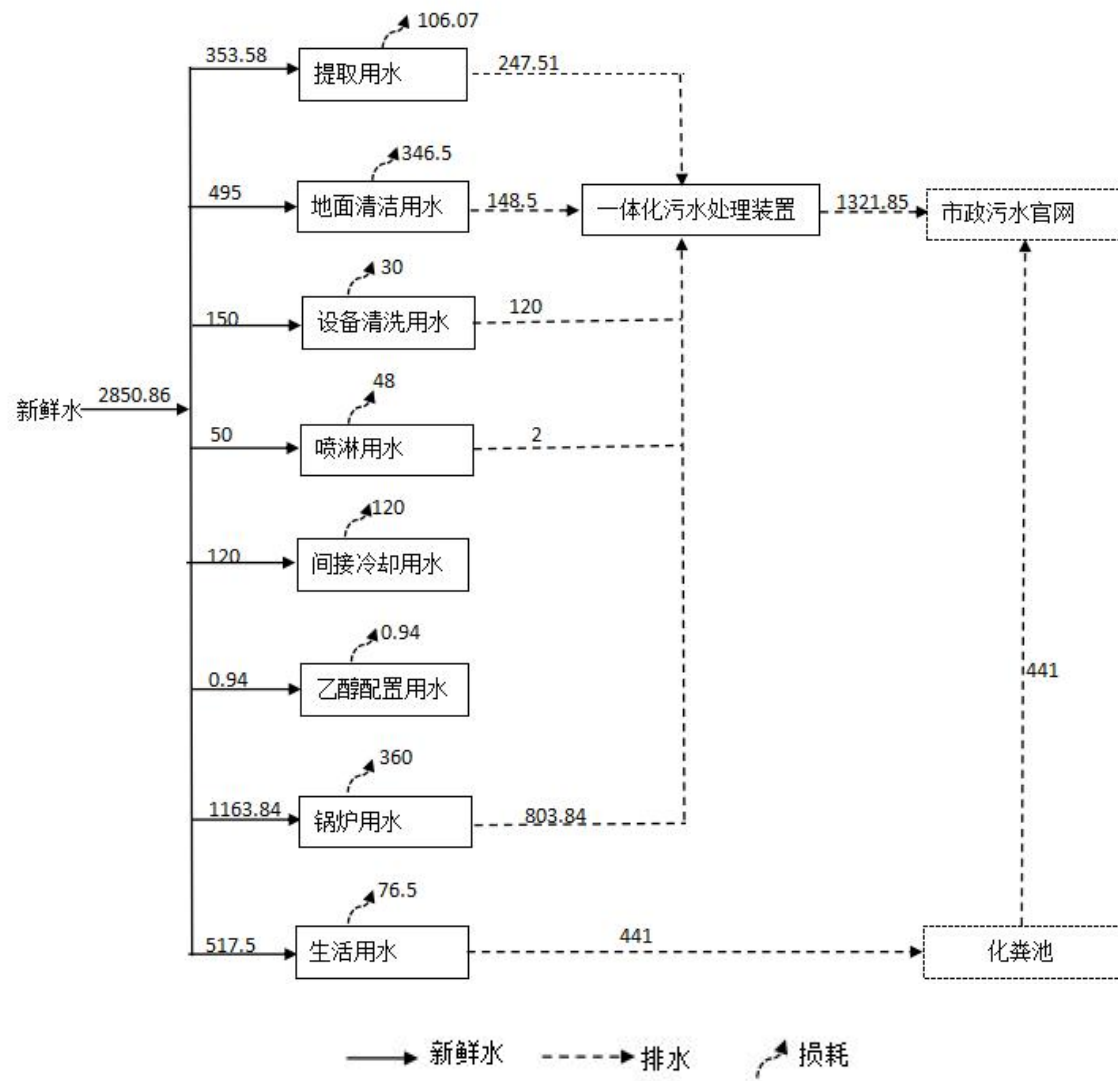 106.07
353.58
提取用水
247.51
346.5
495
地面清洁用水
148.5
一体化污水处理装置
1321.85
市政污水官网
30
150
设备清洗用水
120
新鲜水
2850.86
48
50
喷淋用水
2
120
120
间接冷却用水
0.94
0.94
乙醇配置用水
441
360
1163.84
锅炉用水
803.84
76.5
517.5
生活用水
441
化粪池
新鲜水
排水
损耗